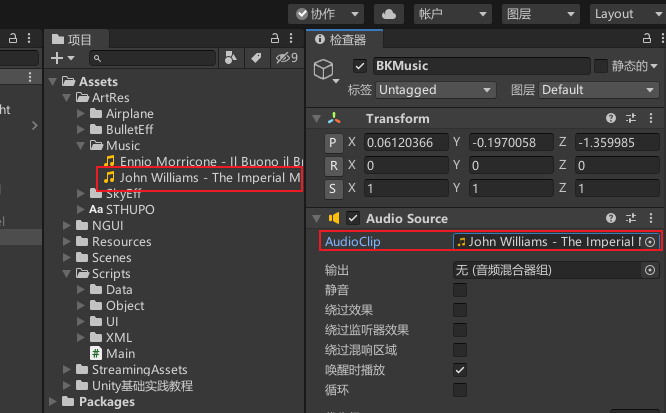 协作 帐户 图层 Layout
项目
9
Assets
ArtRes
Airplane
BulletEff
Music
Ennio Morricone - Il Buono il B
John Williams - The Imperial M
SkyEff
Aa STHUPO
NGUI
Resources
Scenes
Scripts
Data
Object
UI
XML
# Main
StreamingAssets
Unity基础实践教程
Packages
检查器
BKMusic 静态的
标签 Untagged 图层 Default
Transform
P X 0.06120366 Y -0.1970058 Z -1.359985
R X 0 Y 0 Z 0
S X 1 Y 1 Z 1
Audio Source
AudioClip John Williams - The Imperial M
输出 无 (音频混合器组)
静音
绕过效果
绕过监听器效果
绕过混响区域
唤醒时播放
循环